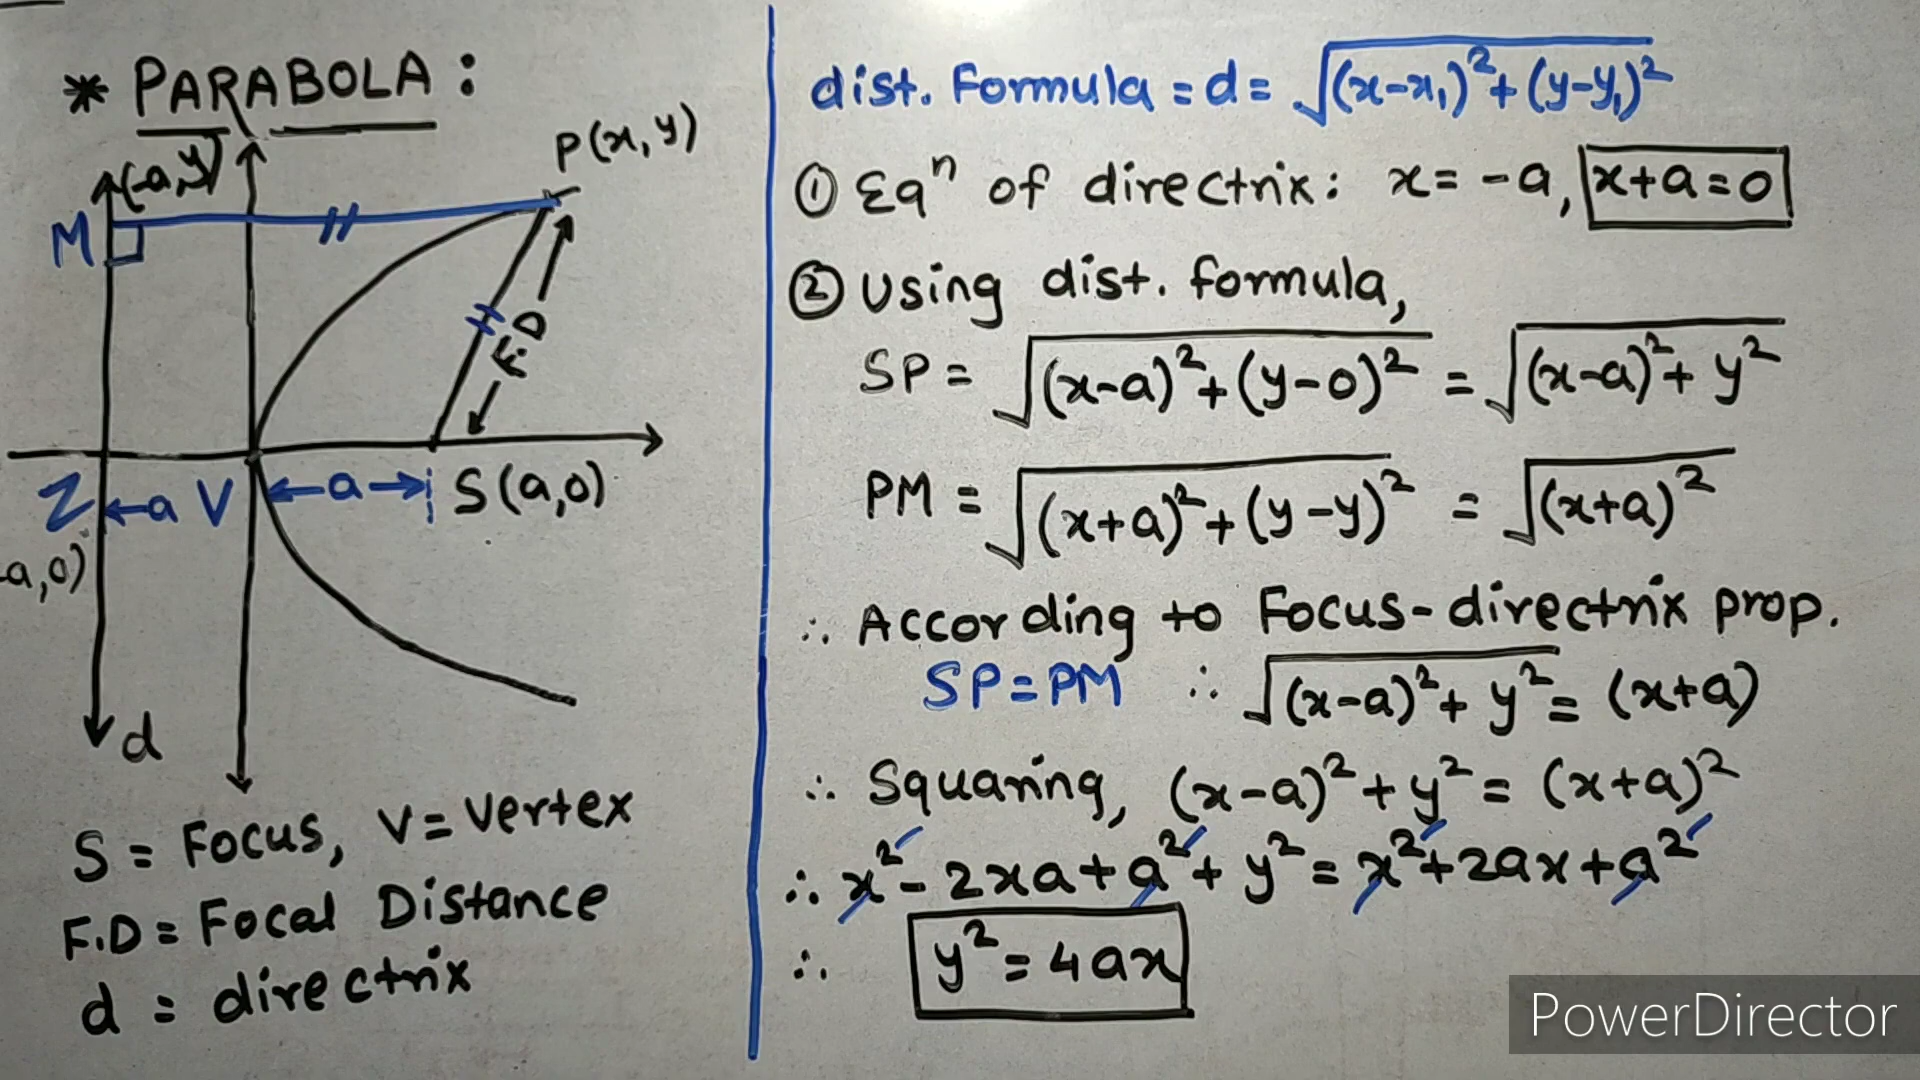 * PARABOLA :
(-a,y)
P(x, y)
M
F.D
Z
a
V
a
S(a,0)
-a,0)
d
S = Focus, V = Vertex
F.D = Focal Distance
d = directrix
dist. Formula = d = √(x-x₁)²+(y-y₁)²
① Eqⁿ of directrix: x = -a, x+a=0
② Using dist. formula,
SP = √(x-a)²+(y-0)² = √(x-a)²+ y²
PM = √(x+a)²+(y-y)² = √(x+a)²
∴ According to Focus-directrix prop.
SP=PM ∴ √(x-a)²+ y² = (x+a)
∴ Squaring, (x-a)²+y² = (x+a)²
∴ x²- 2xa+a²+ y² = x²+2ax+a²
∴ y² = 4ax
PowerDirector